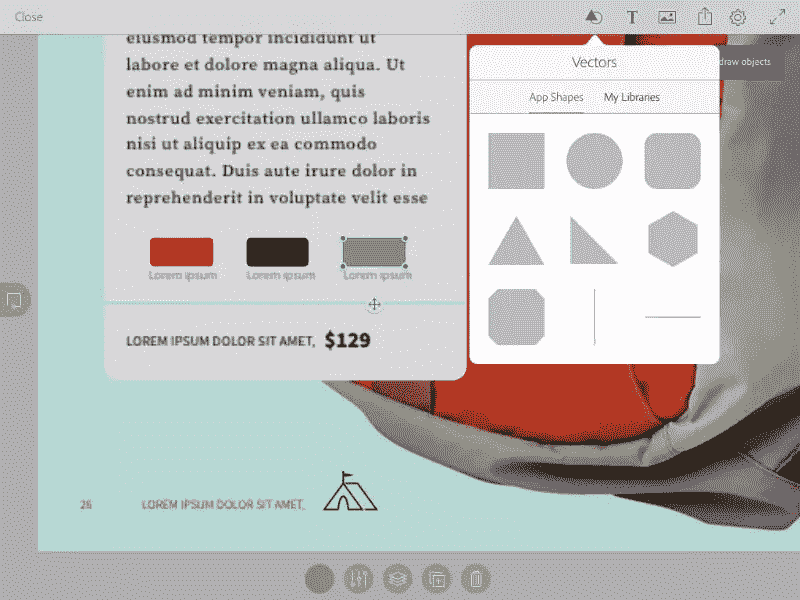 Close
T
draw objects
Vectors
App Shapes My Libraries
eiusmod tempor incididunt ut
labore et dolore magna aliqua. Ut
enim ad minim veniam, quis
nostrud exercitation ullamco laboris
nisi ut aliquip ex ea commodo
consequat. Duis aute irure dolor in
reprehenderit in voluptate velit esse
Lorem ipsum Lorem ipsum Lorem ipsum
LOREM IPSUM DOLOR SIT AMET, $129
26 LOREM IPSUM DOLOR SIT AMET,